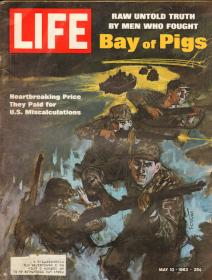 LIFE
RAW UNTOLD TRUTH
BY MEN WHO FOUGHT
Bay of Pigs
Heartbreaking Price
They Paid for
U.S. Miscalculations
MAY 10 · 1963 · 25¢